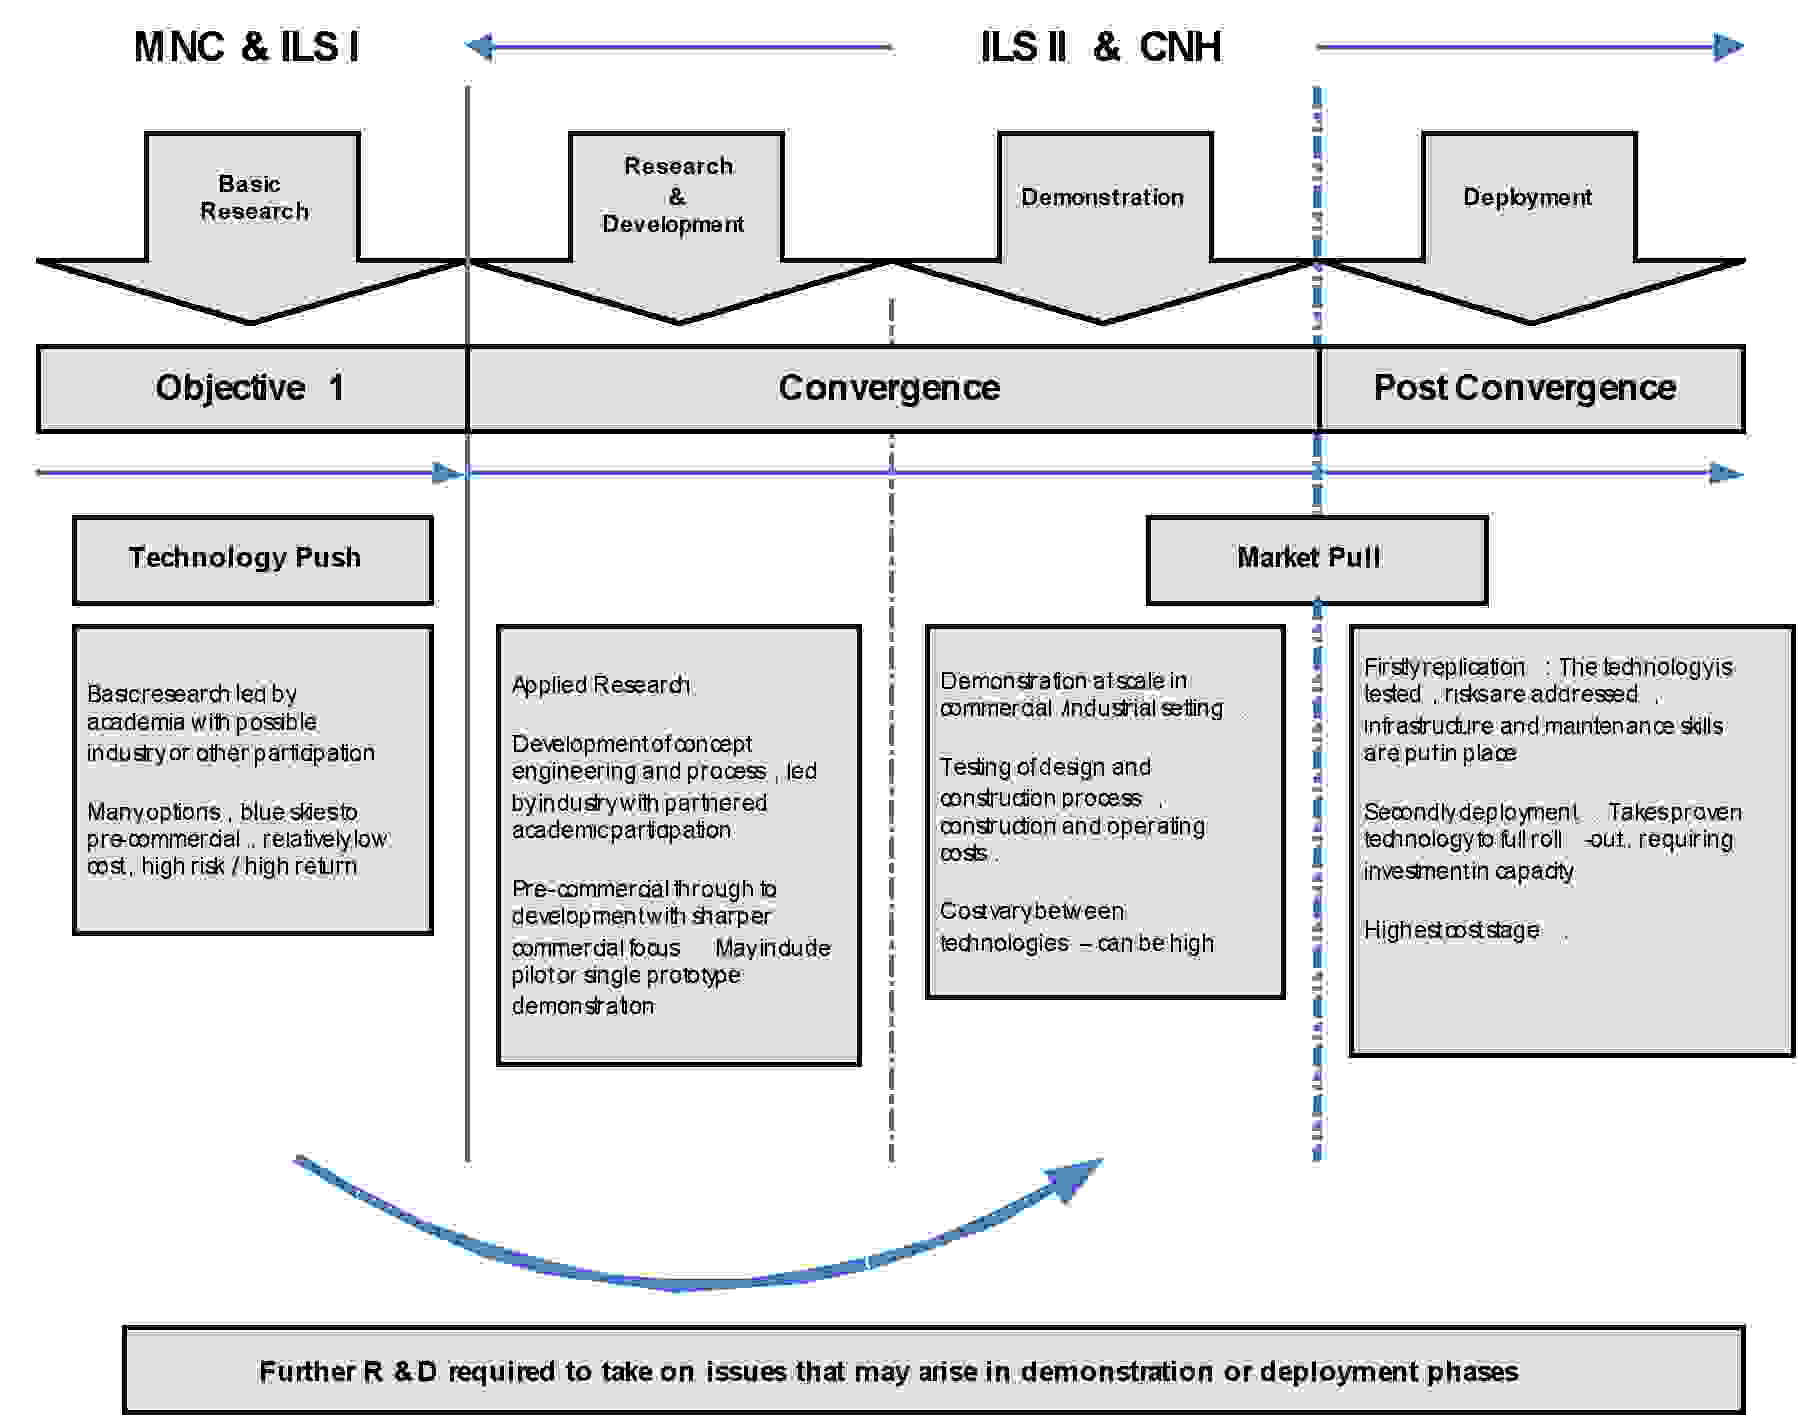 MNC & ILS I
ILS II & CNH
Basic
Research
Research
&
Development
Demonstration
Deployment
Objective 1
Convergence
Post Convergence
Technology Push
Market Pull
Basic research led by
academia with possible
industry or other participation
Many options, blue skies to
pre-commercial, relatively low
cost, high risk / high return
Applied Research
Development of concept
engineering and process, led
by industry with partnered
academic participation
Pre-commercial through to
development with sharper
commercial focus May include
pilot or single prototype
demonstration
Demonstration at scale in
commercial /industrial setting
Testing of design and
construction process,
construction and operating
costs.
Cost vary between
technologies – can be high
Firstly replication : The technology is
tested, risks are addressed,
infrastructure and maintenance skills
are put in place
Secondly deployment. Takes proven
technology to full roll -out, requiring
investment in capacity
Highest cost stage.
Further R & D required to take on issues that may arise in demonstration or deployment phases